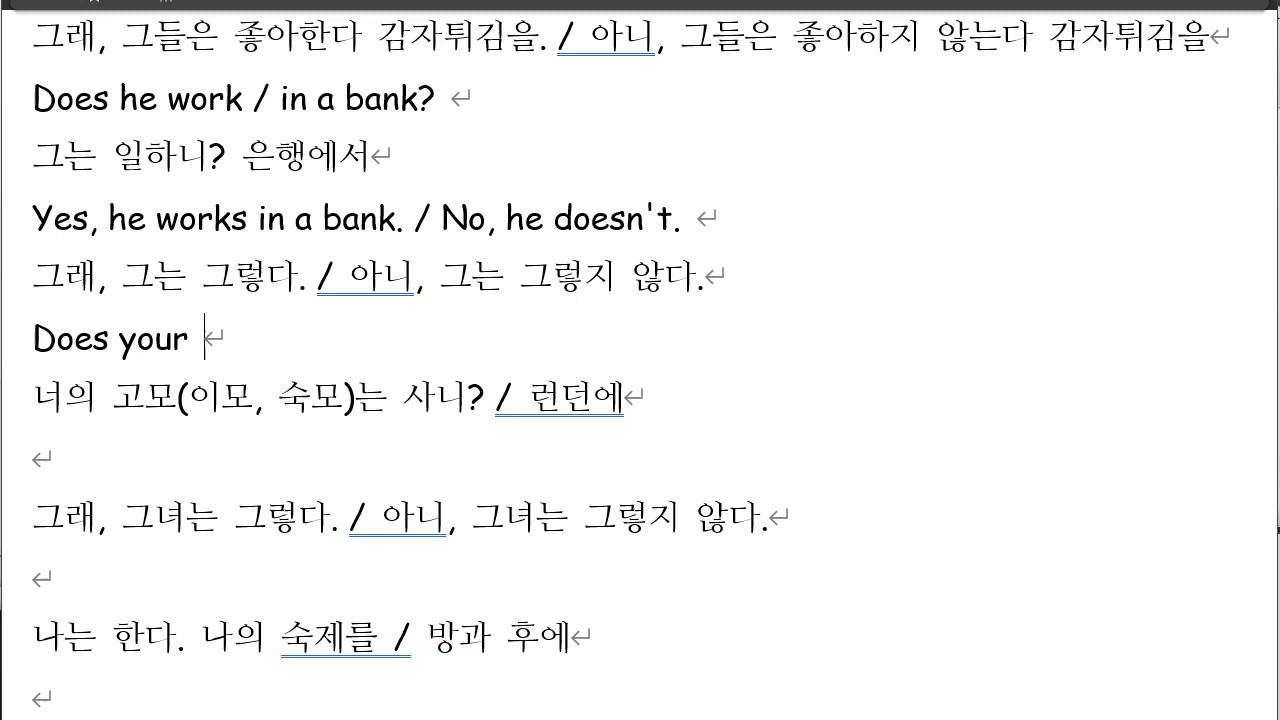 그래, 그들은 좋아한다 감자튀김을. / 아니, 그들은 좋아하지 않는다 감자튀김을
Does he work / in a bank?
그는 일하니? 은행에서
Yes, he works in a bank. / No, he doesn't.
그래, 그는 그렇다. / 아니, 그는 그렇지 않다.
Does your
너의 고모(이모, 숙모)는 사니? / 런던에
그래, 그녀는 그렇다. / 아니, 그녀는 그렇지 않다.
나는 한다. 나의 숙제를 / 방과 후에